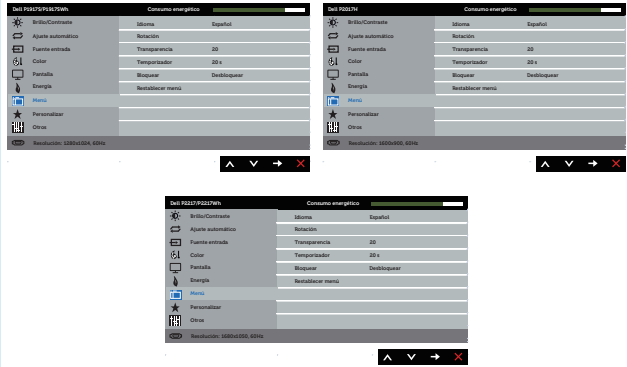 Dell P1917S/P1917SWh Consumo energético
Brillo/Contraste Idioma Español
Ajuste automático Rotación
Fuente entrada Transparencia 20
Color Temporizador 20 s
Pantalla Bloquear Desbloquear
Energía Restablecer menú
Menú
Personalizar
Otros
Resolución: 1280x1024, 60Hz
Dell P2017H Consumo energético
Brillo/Contraste Idioma Español
Ajuste automático Rotación
Fuente entrada Transparencia 20
Color Temporizador 20 s
Pantalla Bloquear Desbloquear
Energía Restablecer menú
Menú
Personalizar
Otros
Resolución: 1600x900, 60Hz
Dell P2217/P2217Wh Consumo energético
Brillo/Contraste Idioma Español
Ajuste automático Rotación
Fuente entrada Transparencia 20
Color Temporizador 20 s
Pantalla Bloquear Desbloquear
Energía Restablecer menú
Menú
Personalizar
Otros
Resolución: 1680x1050, 60Hz